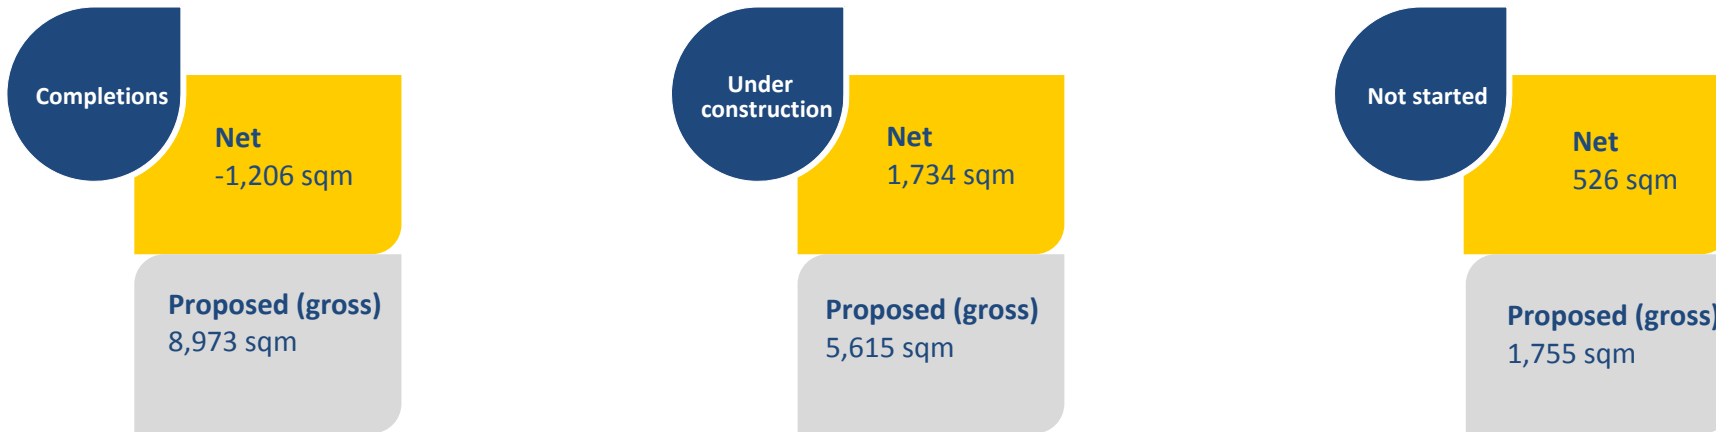 Completions
Net
-1,206 sqm
Proposed (gross)
8,973 sqm
Under
construction
Net
1,734 sqm
Proposed (gross)
5,615 sqm
Not started
Net
526 sqm
Proposed (gross)
1,755 sqm